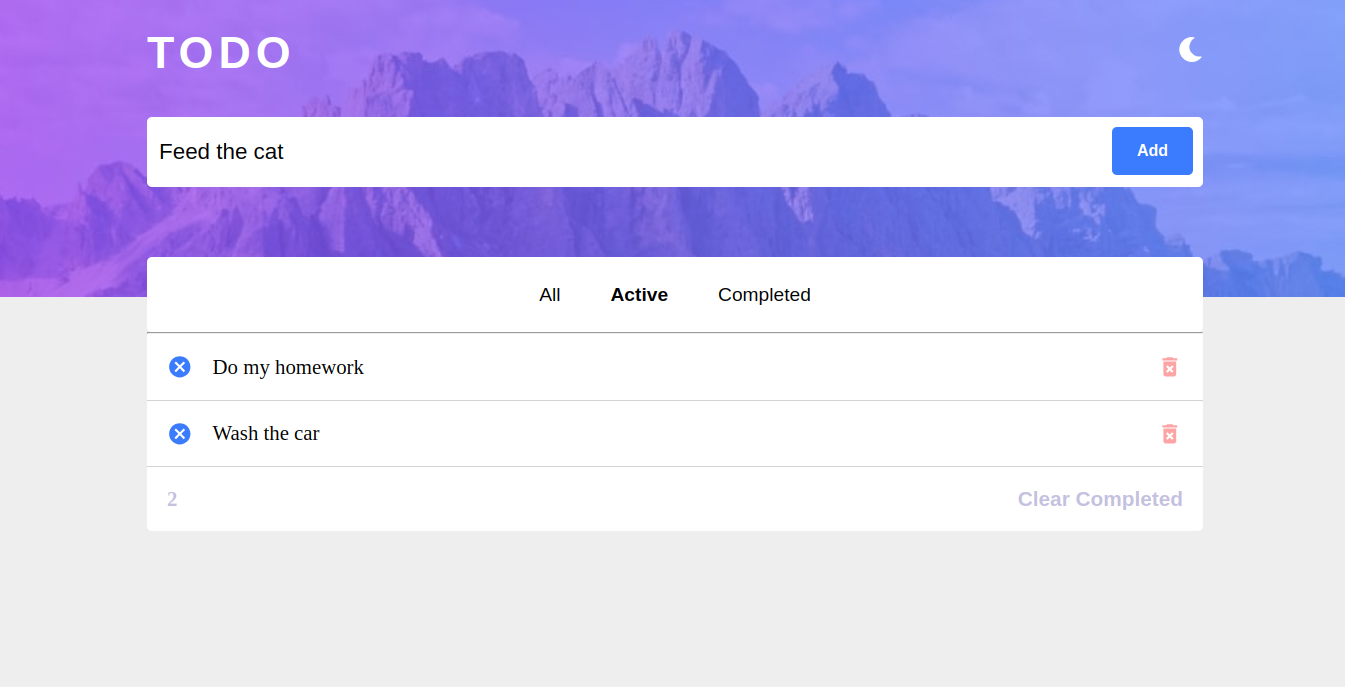 TODO
Feed the cat
Add
All Active Completed
Do my homework
Wash the car
2 Clear Completed